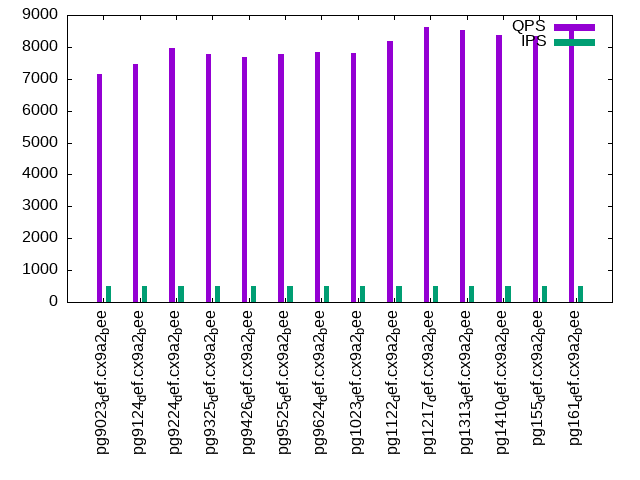 9000
8000
7000
6000
5000
4000
3000
2000
1000
0
QPS
IPS
pg9023def.cx9a2bee
pg9124def.cx9a2bee
pg9224def.cx9a2bee
pg9325def.cx9a2bee
pg9426def.cx9a2bee
pg9525def.cx9a2bee
pg9624def.cx9a2bee
pg1023def.cx9a2bee
pg1122def.cx9a2bee
pg1217def.cx9a2bee
pg1313def.cx9a2bee
pg1410def.cx9a2bee
pg155def.cx9a2bee
pg161def.cx9a2bee